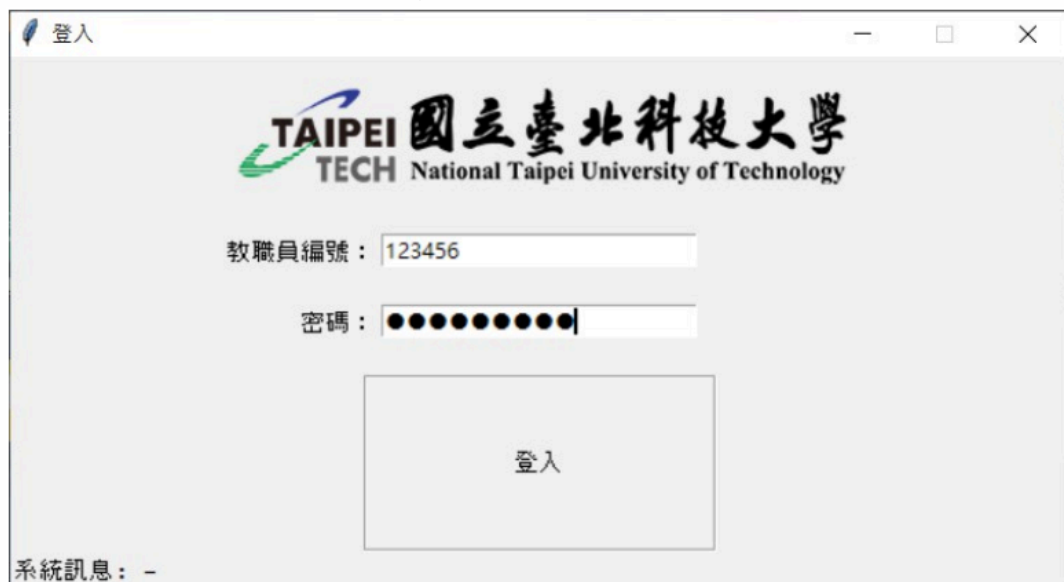 登入
TAIPEI TECH
國立臺北科技大學
National Taipei University of Technology
教職員編號：123456
密碼：●●●●●●●●●
登入
系統訊息： -